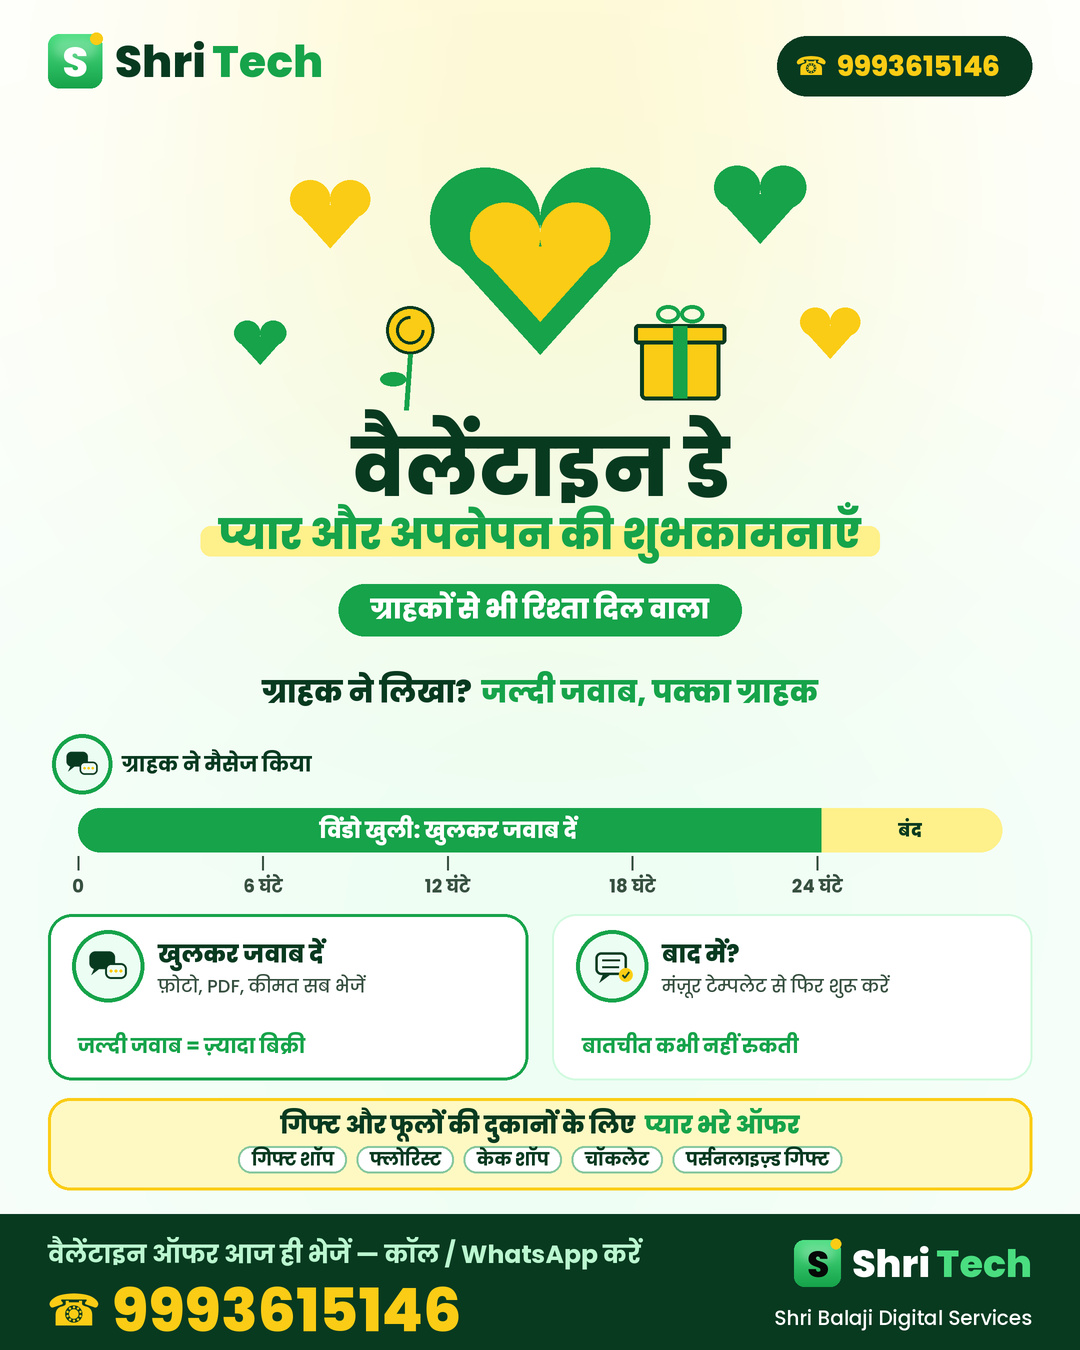 S Shri Tech
☎ 9993615146
वैलेंटाइन डे
प्यार और अपनेपन की शुभकामनाएँ
ग्राहकों से भी रिश्ता दिल वाला
ग्राहक ने लिखा? जल्दी जवाब, पक्का ग्राहक
ग्राहक ने मैसेज किया
विंडो खुली: खुलकर जवाब दें
बंद
0 6 घंटे 12 घंटे 18 घंटे 24 घंटे
खुलकर जवाब दें
फ़ोटो, PDF, कीमत सब भेजें
जल्दी जवाब = ज़्यादा बिक्री
बाद में?
मंज़ूर टेम्पलेट से फिर शुरू करें
बातचीत कभी नहीं रुकती
गिफ्ट और फूलों की दुकानों के लिए प्यार भरे ऑफर
गिफ्ट शॉप फ्लोरिस्ट केक शॉप चॉकलेट पर्सनलाइज़्ड गिफ्ट
वैलेंटाइन ऑफर आज ही भेजें — कॉल / WhatsApp करें
☎ 9993615146
S Shri Tech
Shri Balaji Digital Services